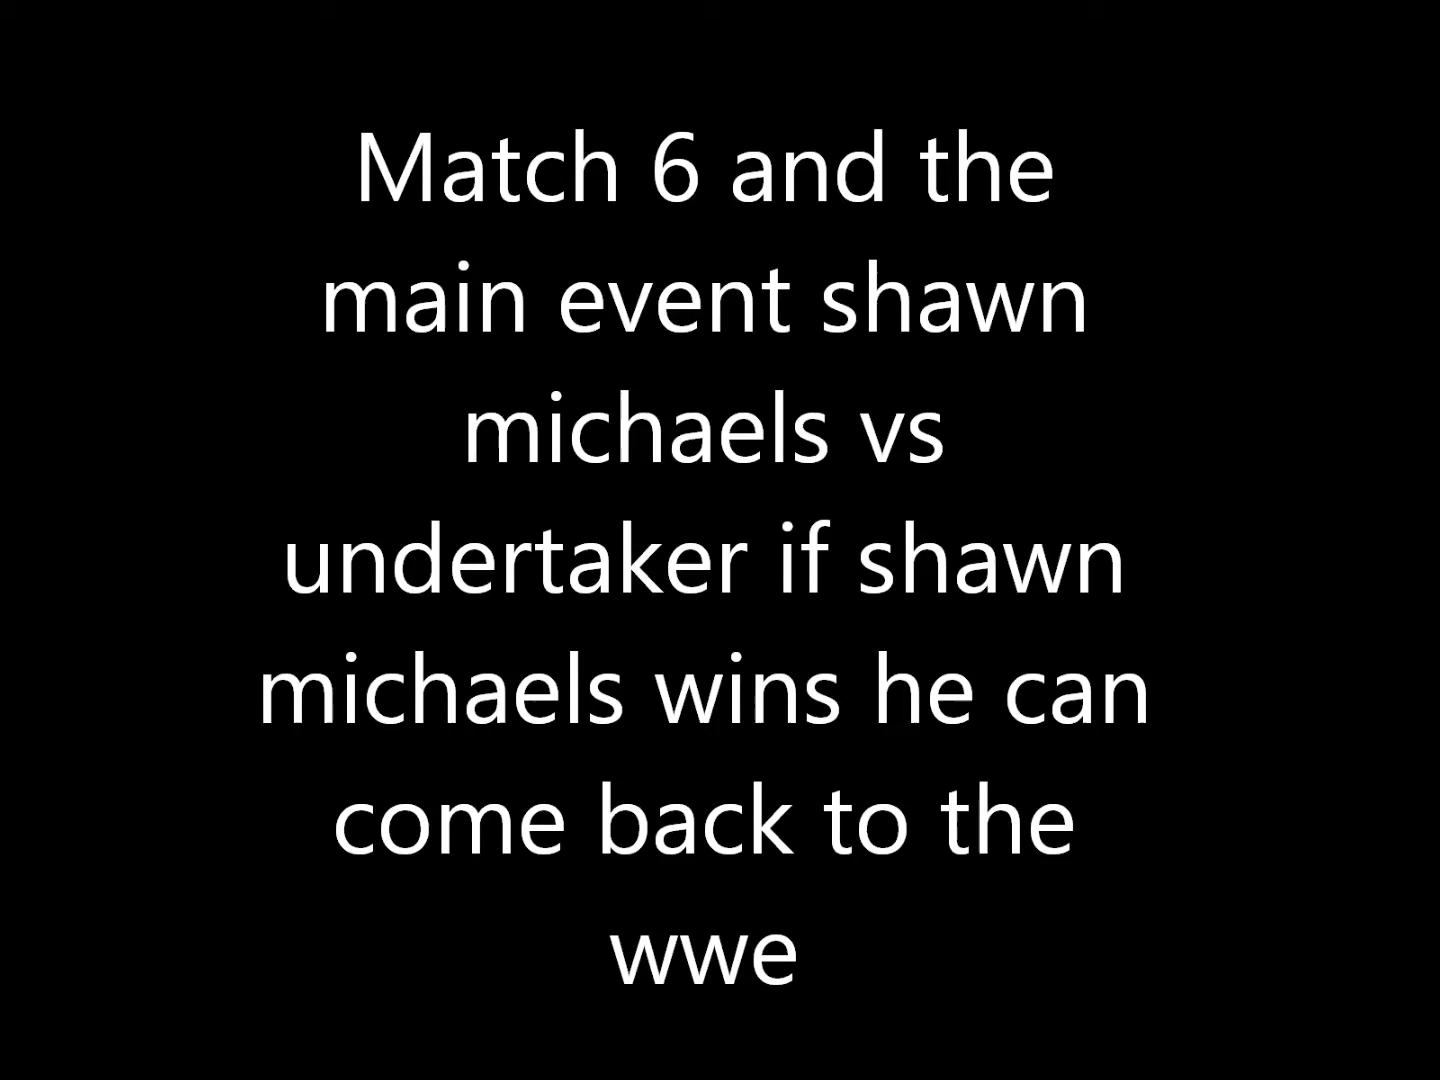 Match 6 and the
main event shawn
michaels vs
undertaker if shawn
michaels wins he can
come back to the
wwe